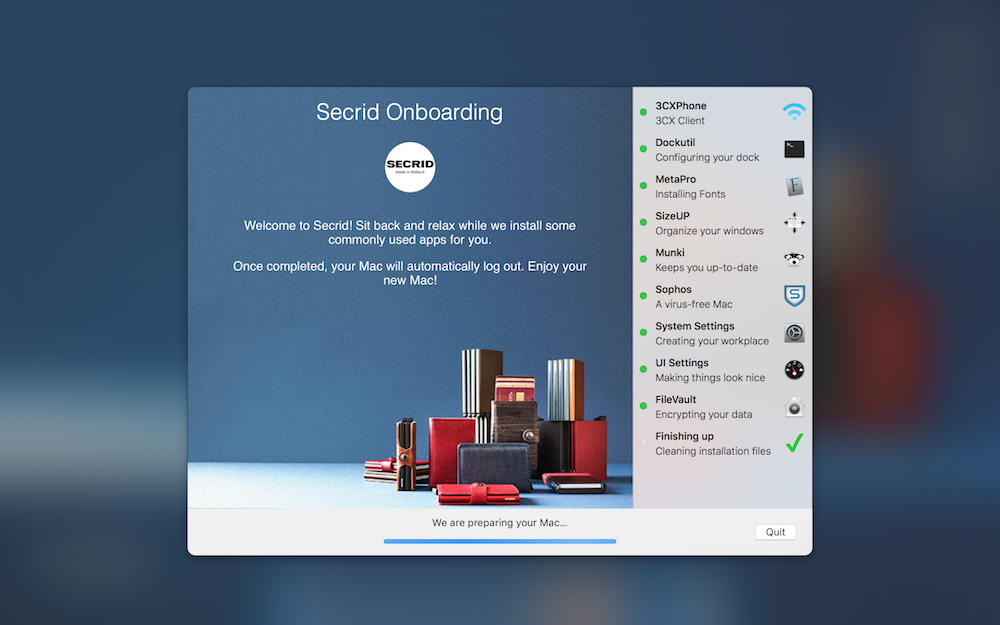 Secrid Onboarding
SECRID
made in Holland
Welcome to Secrid! Sit back and relax while we install some
commonly used apps for you.
Once completed, your Mac will automatically log out. Enjoy your
new Mac!
3CXPhone
3CX Client
Dockutil
Configuring your dock
MetaPro
Installing Fonts
SizeUP
Organize your windows
Munki
Keeps you up-to-date
Sophos
A virus-free Mac
System Settings
Creating your workplace
UI Settings
Making things look nice
FileVault
Encrypting your data
Finishing up
Cleaning installation files
We are preparing your Mac...
Quit